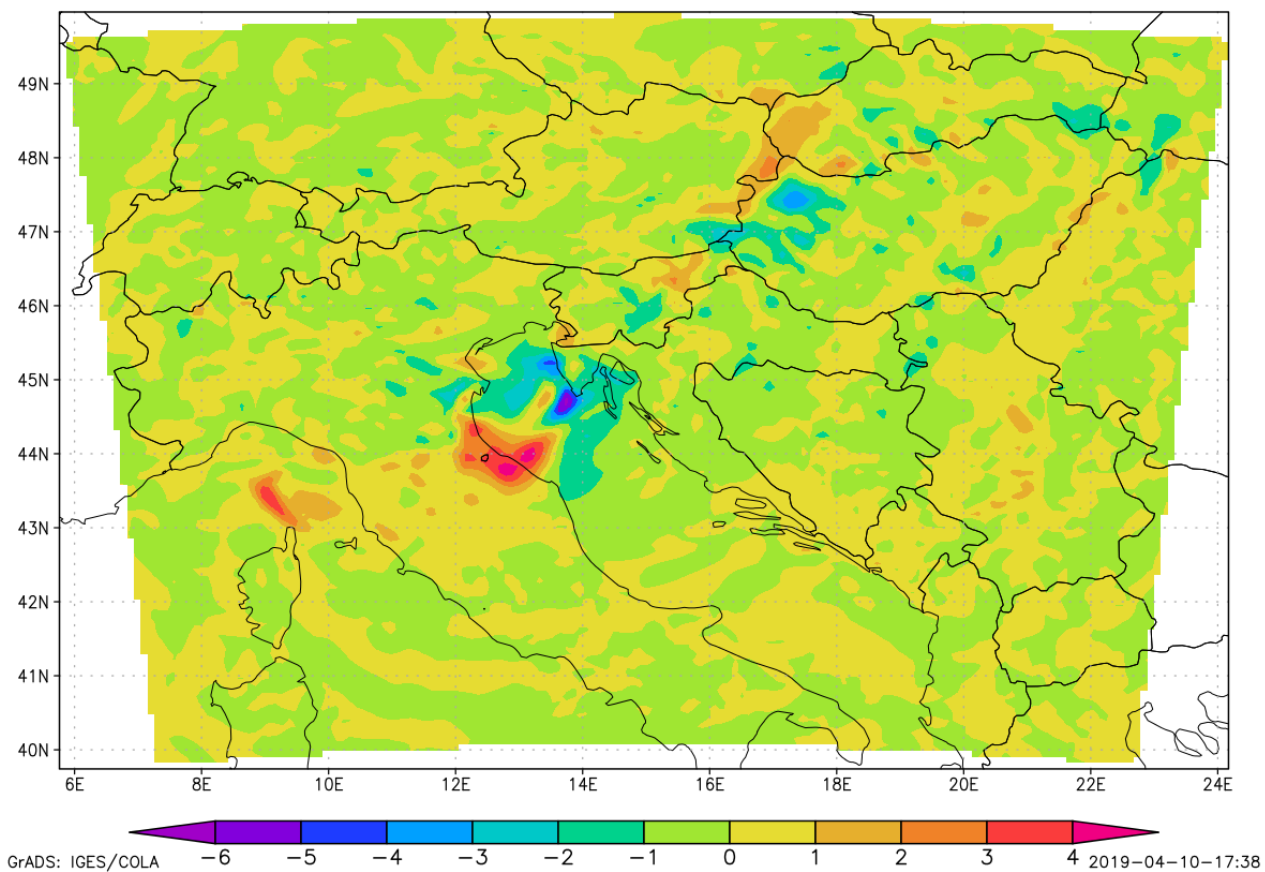 49N
48N
47N
46N
45N
44N
43N
42N
41N
40N
6E 8E 10E 12E 14E 16E 18E 20E 22E 24E
−6 −5 −4 −3 −2 −1 0 1 2 3 4
GrADS: IGES/COLA 2019−04−10−17:38